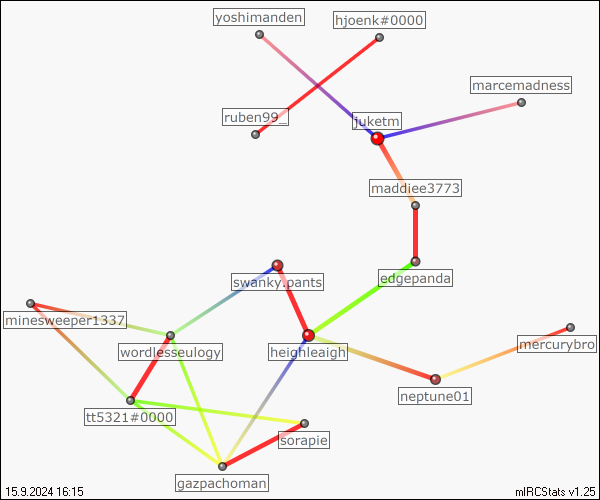 yoshimanden
hjoenk#0000
marcemadness
ruben99_
juketm
maddiee3773
edgepanda
swanky.pants
minesweeper1337
wordlesseulogy
heighleaigh
mercurybro
neptune01
tt5321#0000
sorapie
gazpachoman
15.9.2024 16:15
mIRCStats v1.25